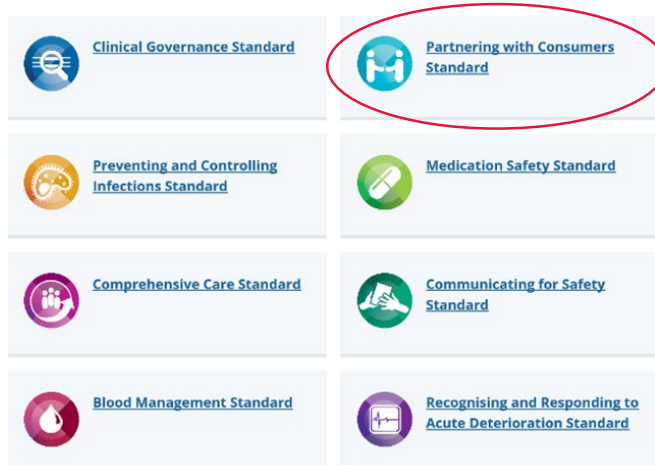 Clinical Governance Standard
Partnering with Consumers
Standard
Preventing and Controlling
Infections Standard
Medication Safety Standard
Comprehensive Care Standard
Communicating for Safety
Standard
Blood Management Standard
Recognising and Responding to
Acute Deterioration Standard